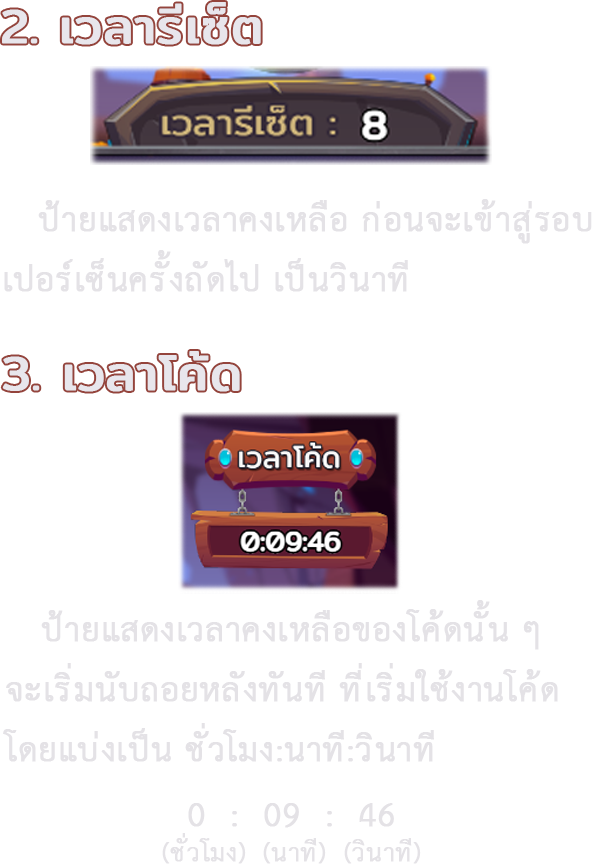 2. เวลารีเซ็ต
เวลารีเซ็ต : 8
ป้ายแสดงเวลาคงเหลือ ก่อนจะเข้าสู่รอบ
เปอร์เซ็นครั้งถัดไป เป็นวินาที
3. เวลาโค้ด
เวลาโค้ด
0:09:46
ป้ายแสดงเวลาคงเหลือของโค้ดนั้น ๆ
จะเริ่มนับถอยหลังทันที ที่เริ่มใช้งานโค้ด
โดยแบ่งเป็น ชั่วโมง:นาที:วินาที
0 : 09 : 46
(ชั่วโมง) (นาที) (วินาที)